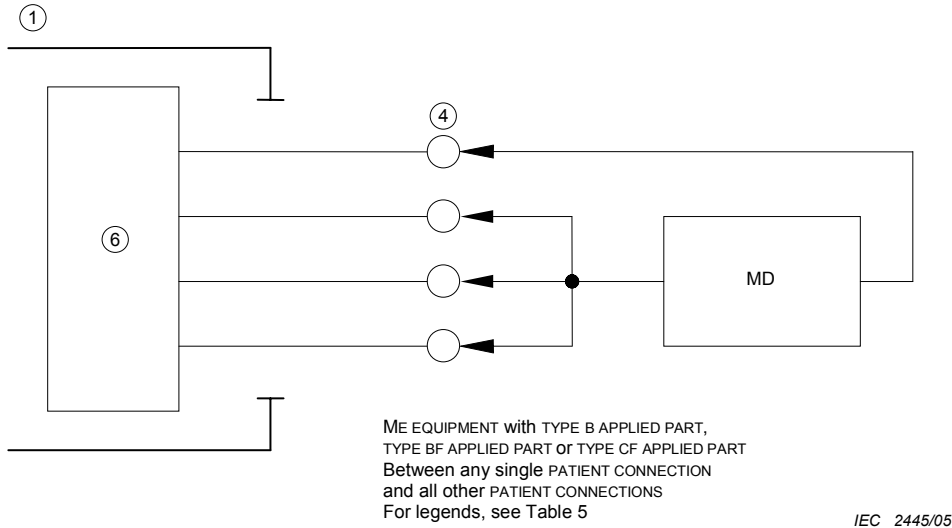 1
4
6
MD
ME EQUIPMENT with TYPE B APPLIED PART,
TYPE BF APPLIED PART or TYPE CF APPLIED PART
Between any single PATIENT CONNECTION
and all other PATIENT CONNECTIONS
For legends, see Table 5
IEC 2445/05